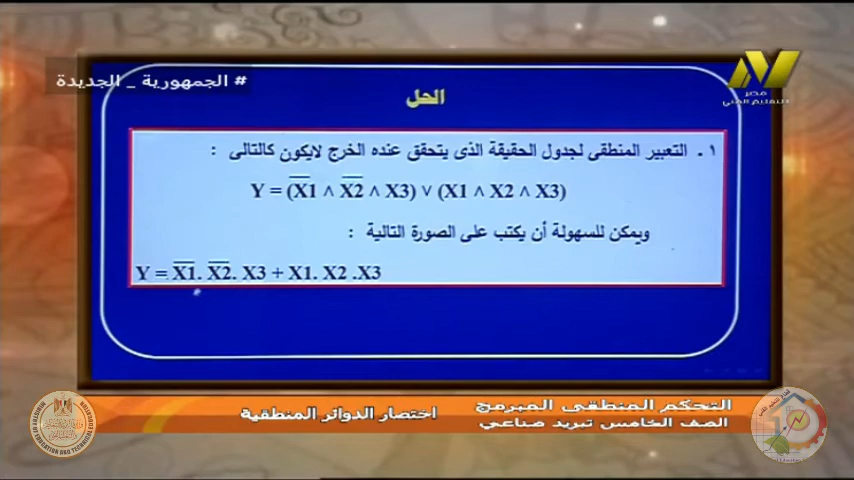 # الجمهورية _ الجديدة
مصر
التعليم الفني
الحل
١ . التعبير المنطقى لجدول الحقيقة الذى يتحقق عنده الخرج لايكون كالتالى :
Y = (X̅1 ∧ X̅2 ∧ X3) ∨ (X1 ∧ X2 ∧ X3)
ويمكن للسهولة أن يكتب على الصورة التالية :
Y = X̅1. X̅2. X3 + X1. X2 .X3
التحكم المنطقى المبرمج
اختصار الدوائر المنطقية
الصف الخامس تبريد صناعي